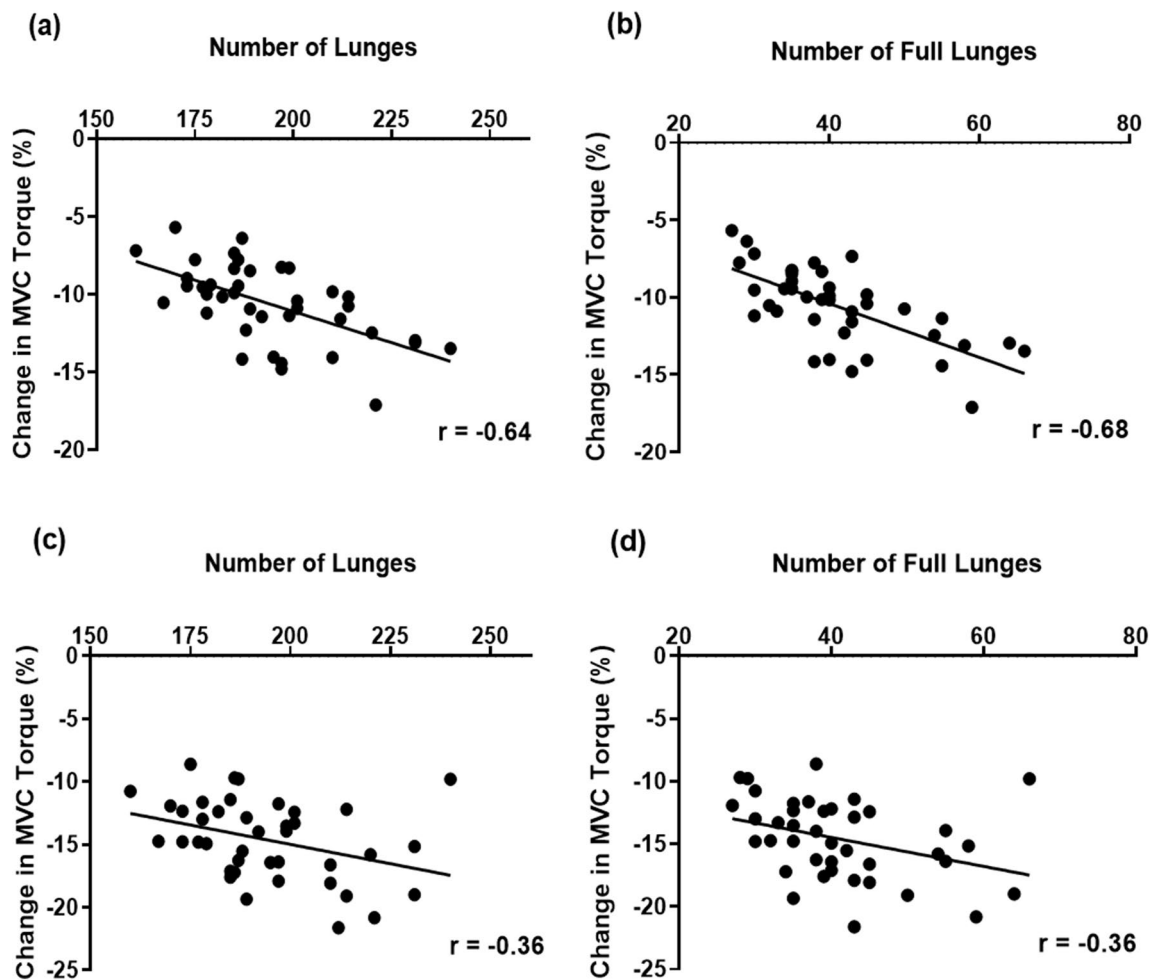 (a)
Number of Lunges
150 175 200 225 250
Change in MVC Torque (%)
0
-5
-10
-15
-20
r = -0.64
(b)
Number of Full Lunges
20 40 60 80
Change in MVC Torque (%)
0
-5
-10
-15
-20
r = -0.68
(c)
Number of Lunges
150 175 200 225 250
Change in MVC Torque (%)
0
-5
-10
-15
-20
-25
r = -0.36
(d)
Number of Full Lunges
20 40 60 80
Change in MVC Torque (%)
0
-5
-10
-15
-20
-25
r = -0.36